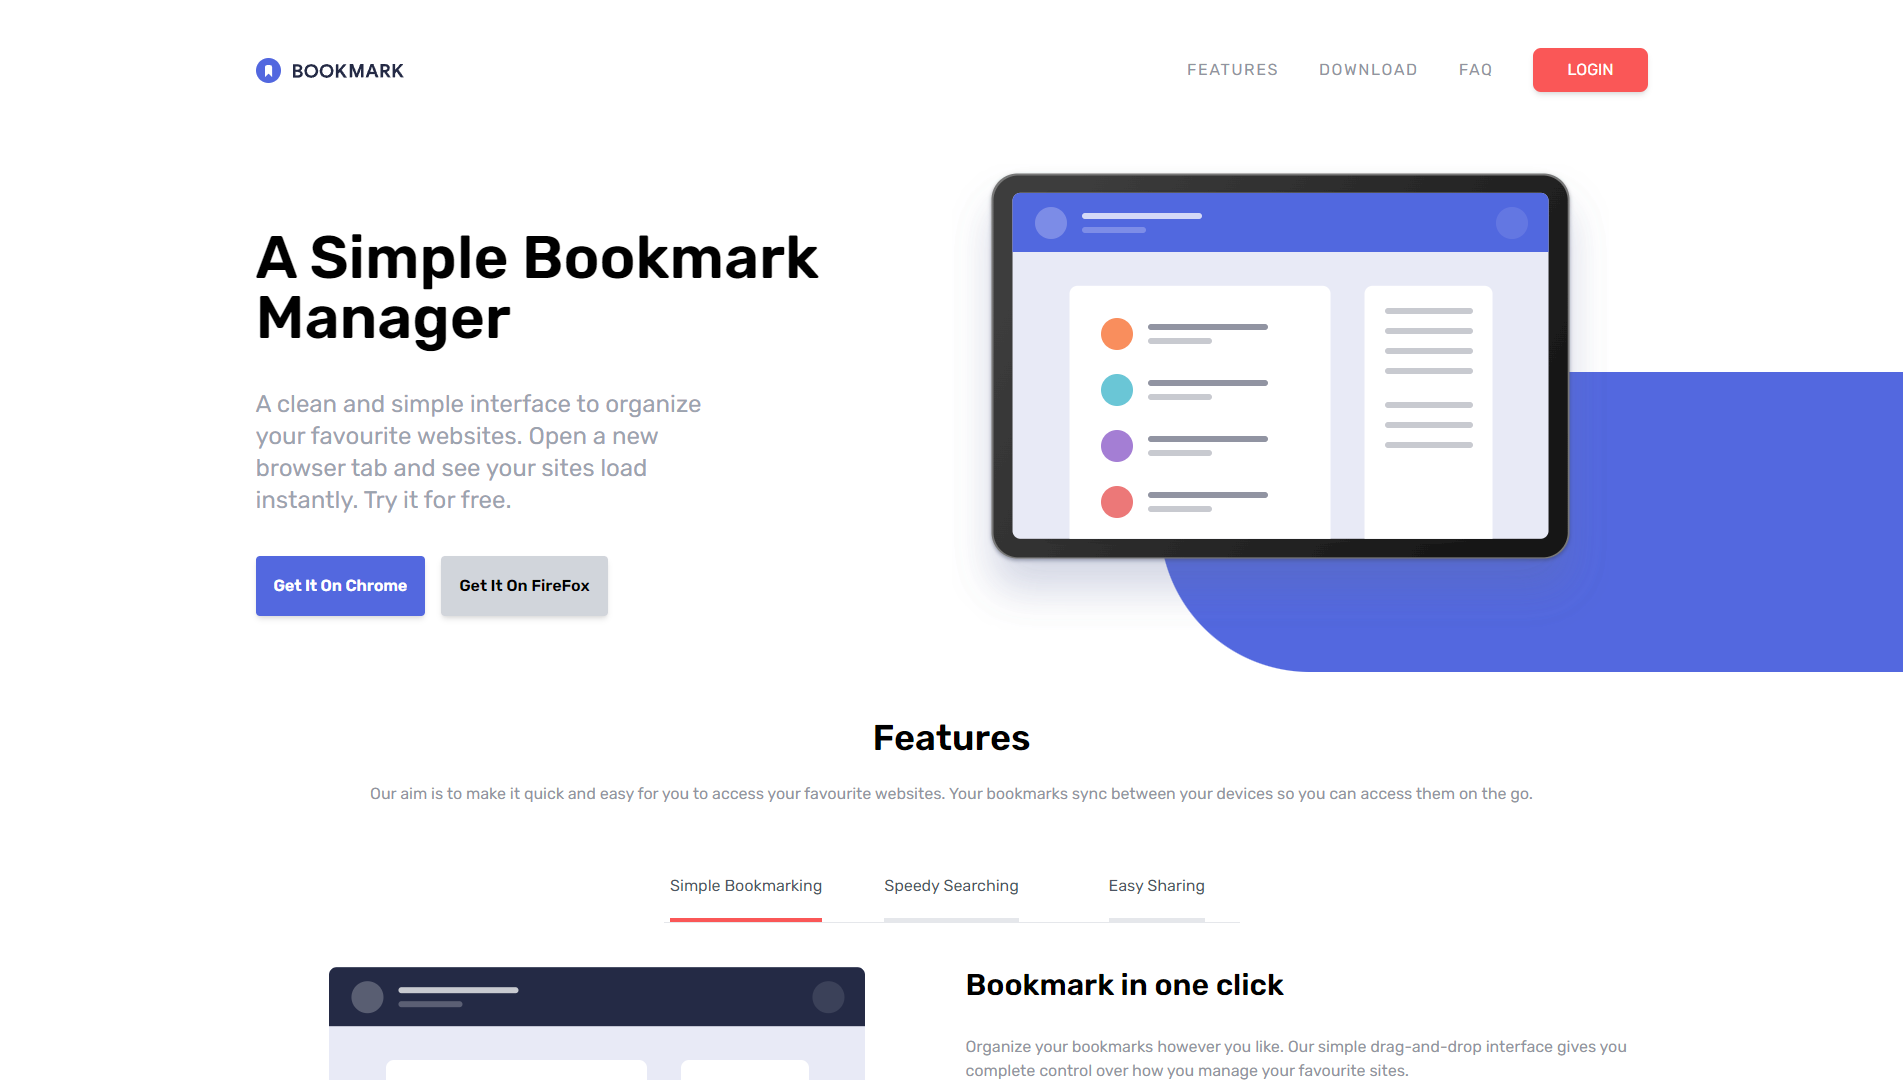 BOOKMARK
FEATURES
DOWNLOAD
FAQ
LOGIN
A Simple Bookmark
Manager
A clean and simple interface to organize
your favourite websites. Open a new
browser tab and see your sites load
instantly. Try it for free.
Get It On Chrome
Get It On FireFox
Features
Our aim is to make it quick and easy for you to access your favourite websites. Your bookmarks sync between your devices so you can access them on the go.
Simple Bookmarking
Speedy Searching
Easy Sharing
Bookmark in one click
Organize your bookmarks however you like. Our simple drag-and-drop interface gives you
complete control over how you manage your favourite sites.